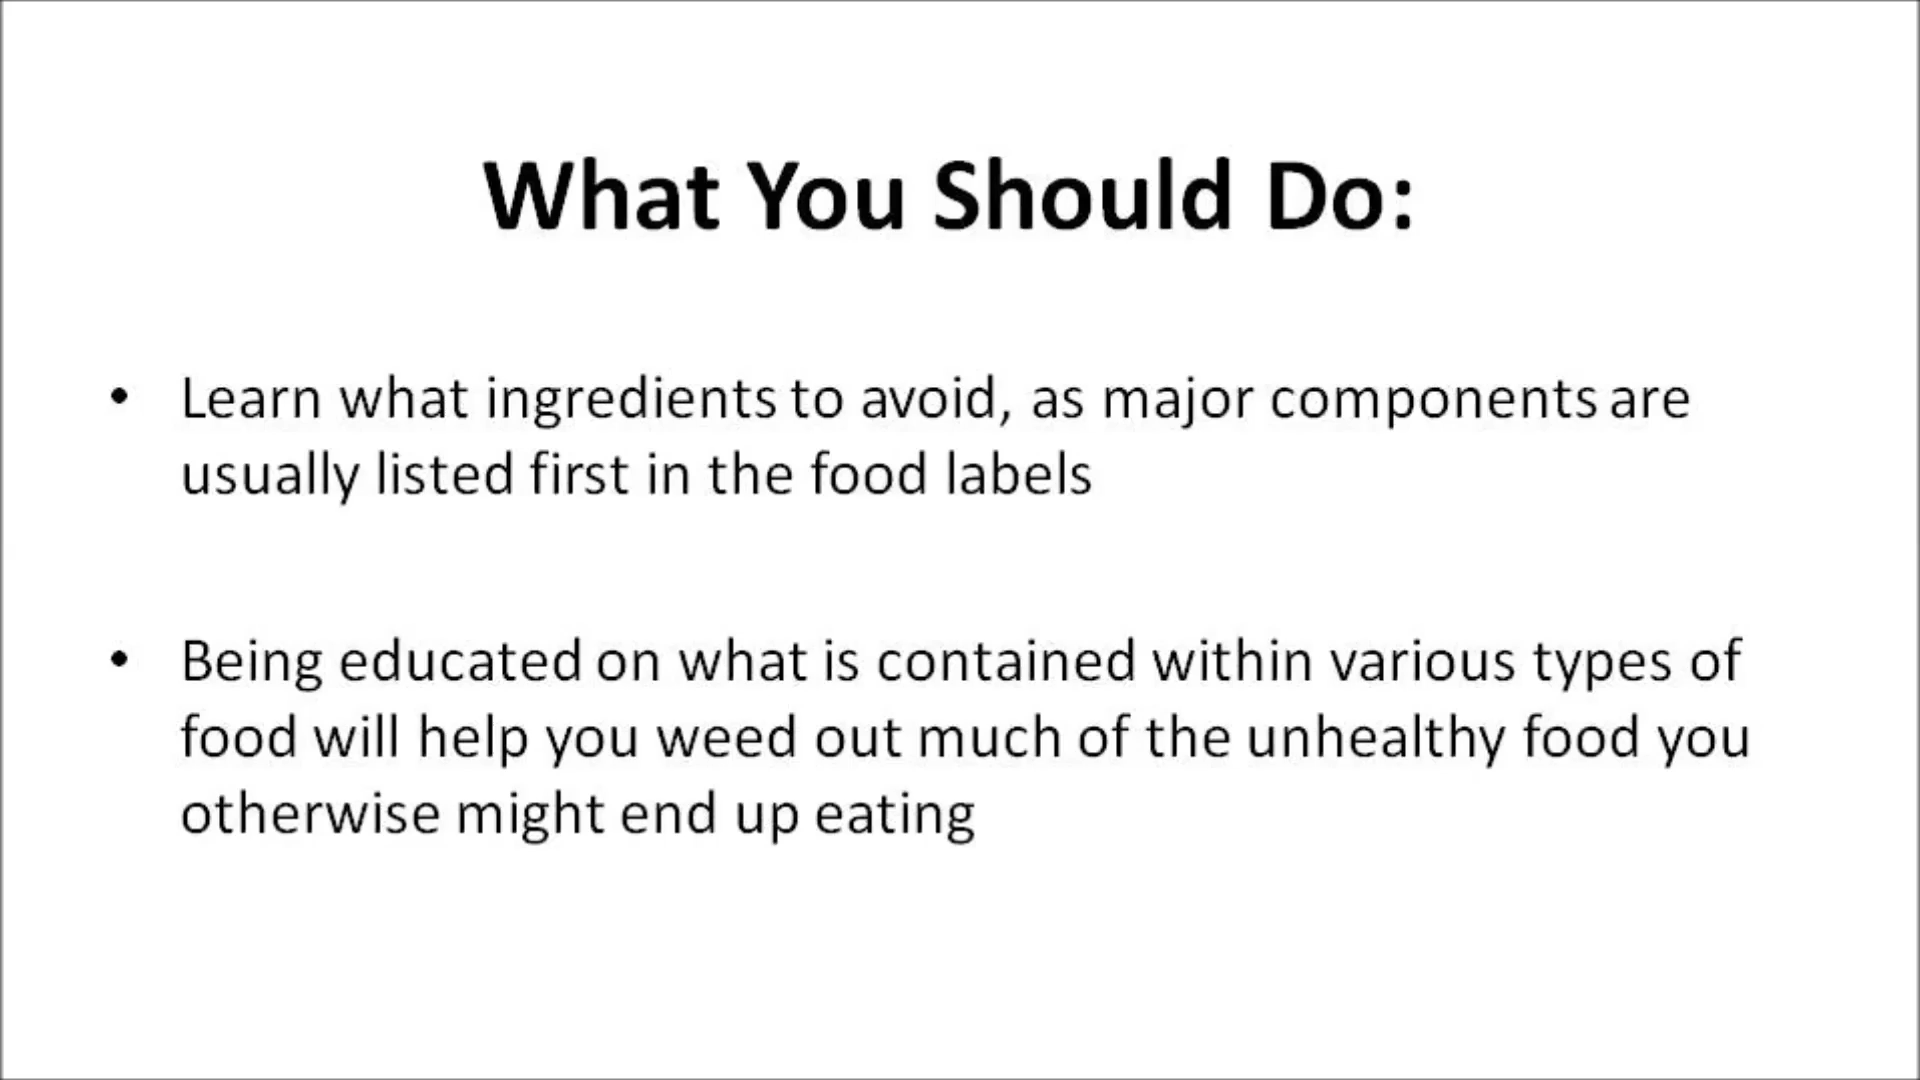 What You Should Do:
• Learn what ingredients to avoid, as major components are
usually listed first in the food labels
• Being educated on what is contained within various types of
food will help you weed out much of the unhealthy food you
otherwise might end up eating